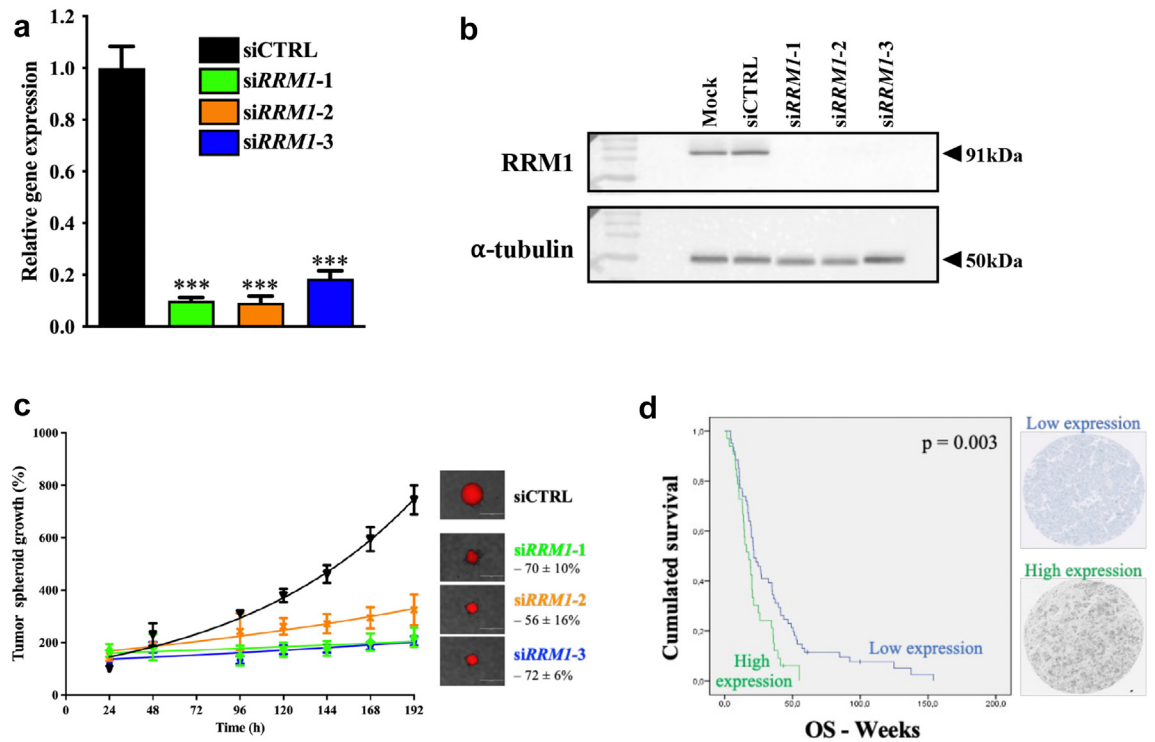 a
1.2
1.0
0.8
0.6
0.4
0.2
0.0
Relative gene expression
siCTRL
siRRM1-1
siRRM1-2
siRRM1-3
***
***
***
b
Mock
siCTRL
siRRM1-1
siRRM1-2
siRRM1-3
RRM1
91kDa
α-tubulin
50kDa
c
1000
800
600
400
200
0
Tumor spheroid growth (%)
0 24 48 72 96 120 144 168 192
Time (h)
siCTRL
siRRM1-1
– 70 ± 10%
siRRM1-2
– 56 ± 16%
siRRM1-3
– 72 ± 6%
d
p = 0.003
1,0
0,8
0,6
0,4
0,2
0,0
Cumulated survival
High
expression
Low expression
0,0 50,0 100,0 150,0 200,0
OS - Weeks
Low expression
High expression